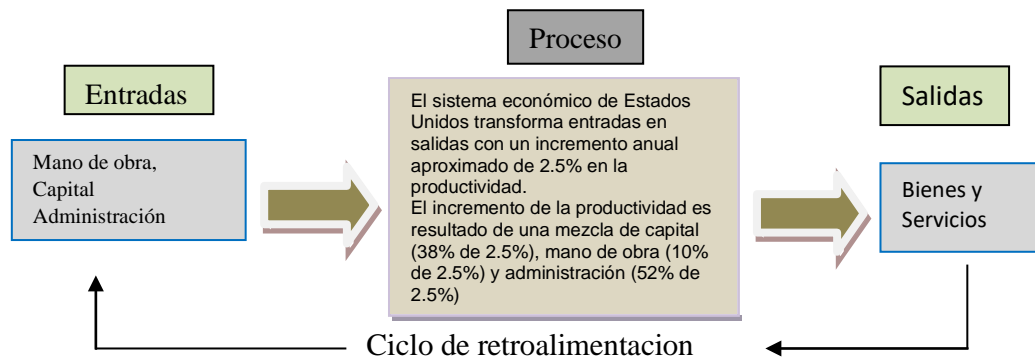 Proceso
Entradas
Salidas
Mano de obra,
Capital
Administración
El sistema económico de Estados
Unidos transforma entradas en
salidas con un incremento anual
aproximado de 2.5% en la
productividad.
El incremento de la productividad es
resultado de una mezcla de capital
(38% de 2.5%), mano de obra (10%
de 2.5%) y administración (52% de
2.5%)
Bienes y
Servicios
Ciclo de retroalimentacion